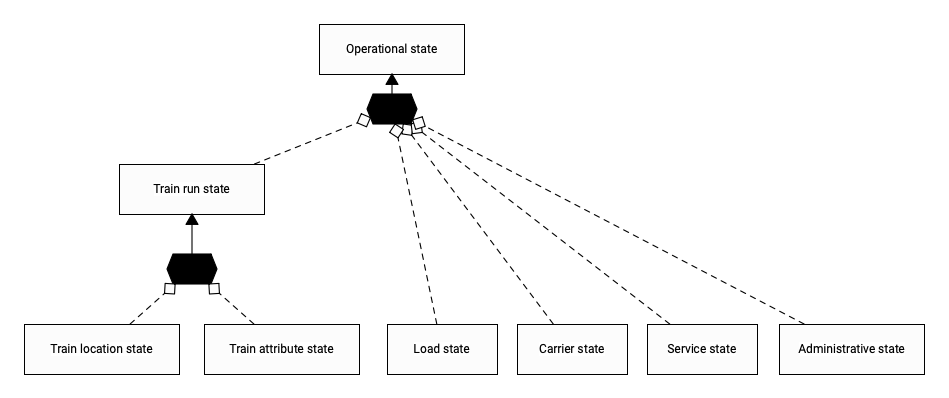 Operational state
Train run state
Train location state
Train attribute state
Load state
Carrier state
Service state
Administrative state